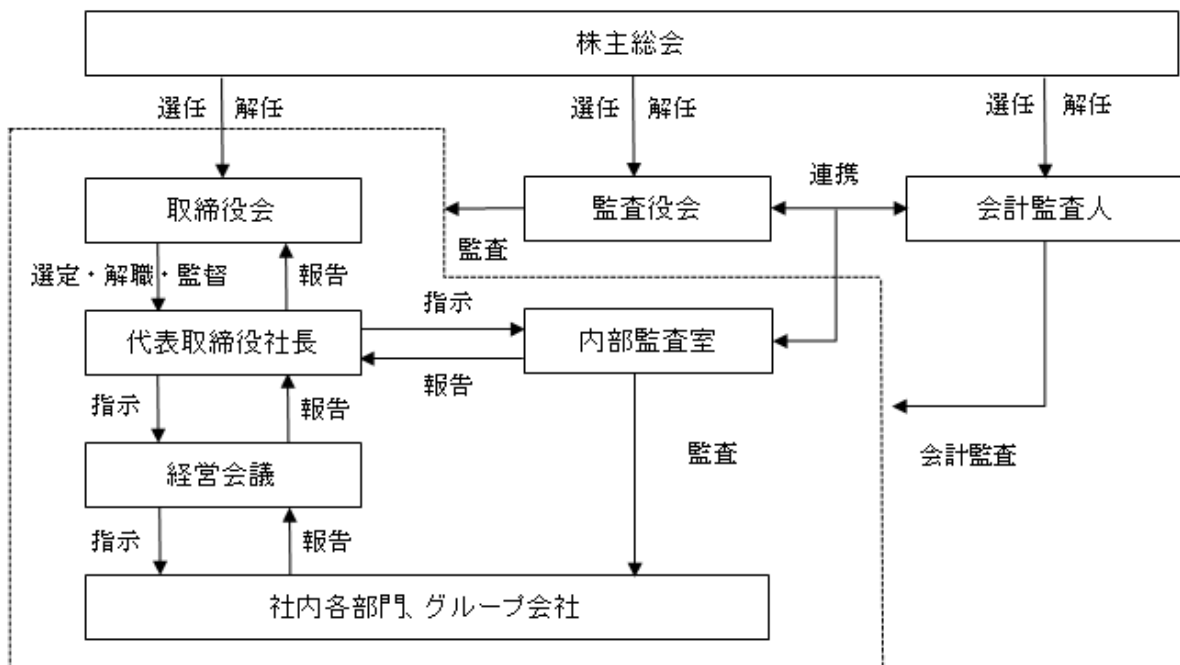 株主総会
選任 解任
選任 解任
選任 解任
取締役会
監査役会
連携
会計監査人
監査
選定・解職・監督
報告
代表取締役社長
指示
報告
内部監査室
指示
報告
監査
会計監査
経営会議
指示
報告
社内各部門、グループ会社